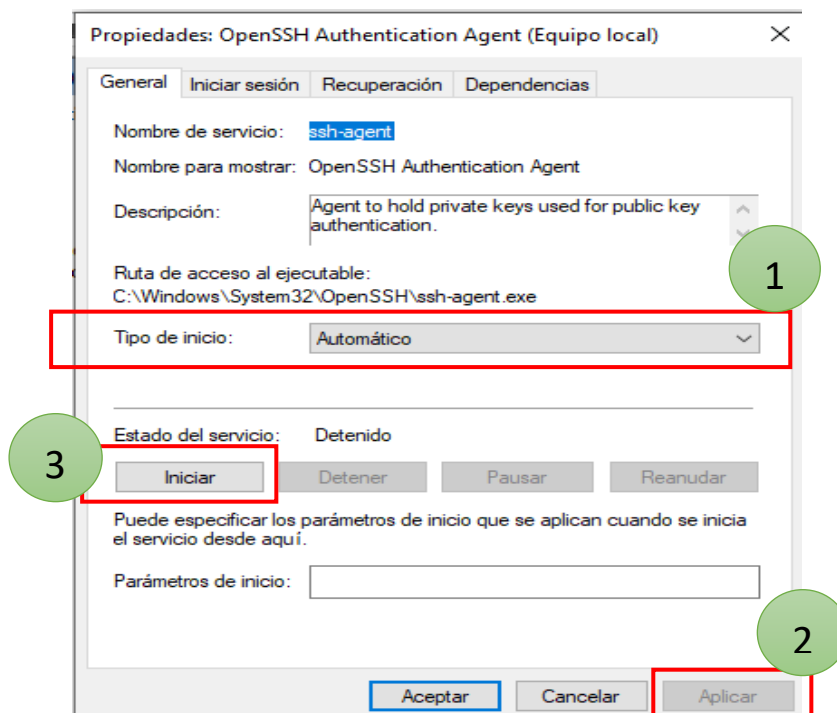 Propiedades: OpenSSH Authentication Agent (Equipo local)
General Iniciar sesión Recuperación Dependencias
Nombre de servicio: ssh-agent
Nombre para mostrar: OpenSSH Authentication Agent
Descripción: Agent to hold private keys used for public key
authentication.
1
Ruta de acceso al ejecutable:
C:\Windows\System32\OpenSSH\ssh-agent.exe
Tipo de inicio: Automático
Estado del servicio: Detenido
3
Iniciar Detener Pausar Reanudar
Puede especificar los parámetros de inicio que se aplican cuando se inicia
el servicio desde aquí.
Parámetros de inicio:
2
Aceptar Cancelar Aplicar